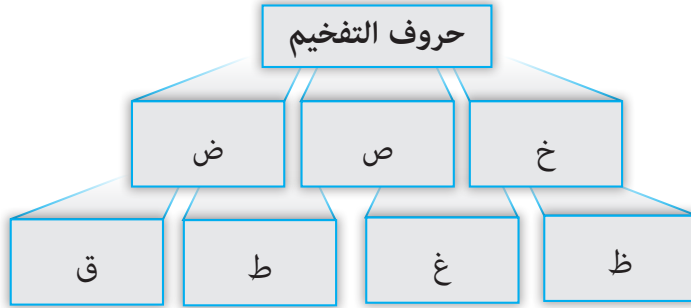 حروف التفخيم
خ ص ض
ظ غ ط ق